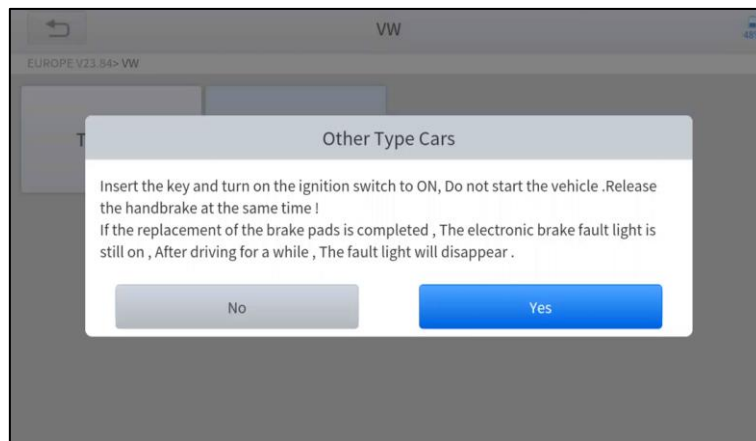 VW
48%
EUROPE V23.84> VW
T
Other Type Cars
Insert the key and turn on the ignition switch to ON, Do not start the vehicle .Release
the handbrake at the same time !
If the replacement of the brake pads is completed , The electronic brake fault light is
still on , After driving for a while , The fault light will disappear .
No
Yes